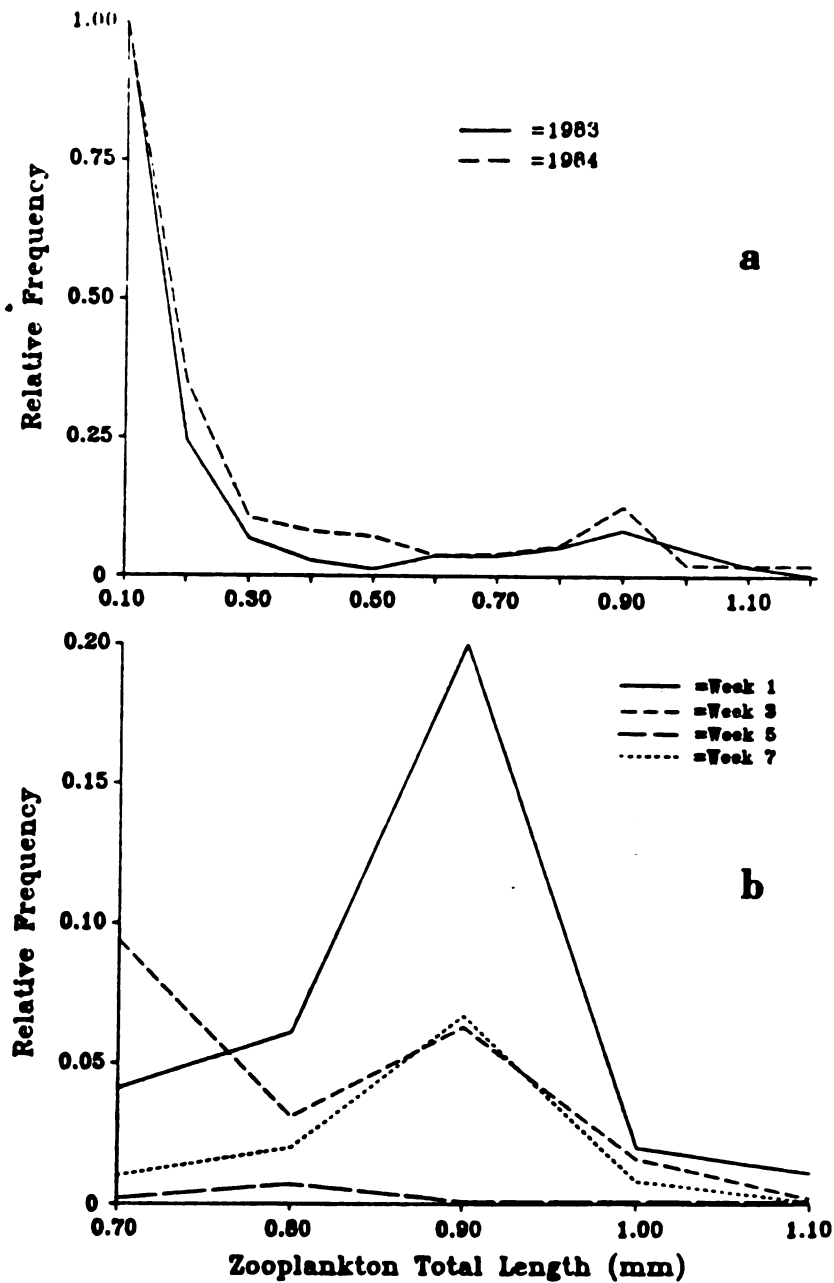 1.00
0.75
0.50
0.25
0
Relative Frequency
=1983
=1984
a
0.10
0.30
0.50
0.70
0.90
1.10
0.20
0.15
0.10
0.05
0
Relative Frequency
=Week 1
=Week 3
=Week 5
=Week 7
b
0.70
0.80
0.90
1.00
1.10
Zooplankton Total Length (mm)